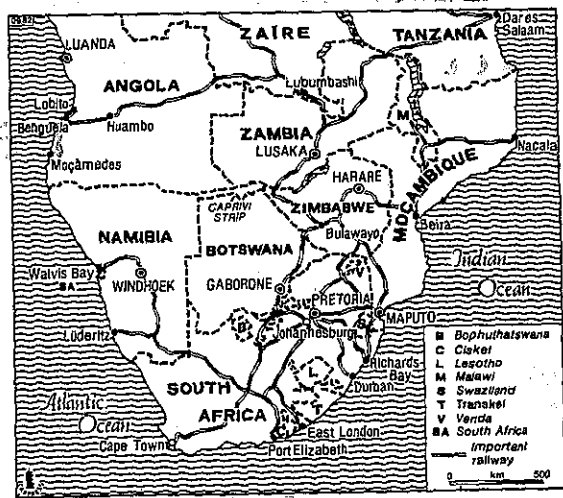 LUANDA
ZAÏRE
TANZANIA
Dar es
Salaam
ANGOLA
Lubumbashi
Lobito
Benguela
Huambo
ZAMBIA
LUSAKA
M
Nacala
Moçâmedes
MOÇAMBIQUE
HARARE
CAPRIVI
STRIP
ZIMBABWE
Beira
NAMIBIA
BOTSWANA
Bulawayo
Indian
Ocean
Walvis Bay
SA
WINDHOEK
GABORONE
V
PRETORIA
MAPUTO
Lüderitz
B
Johannesburg
S
Richards
Bay
L
Durban
SOUTH
AFRICA
T
Atlantic
Ocean
Cape Town
C
East London
Port Elizabeth
B Bophuthatswana
C Ciskei
L Lesotho
M Malawi
S Swaziland
T Transkei
V Venda
SA South Africa
Important
railway
0 km 500